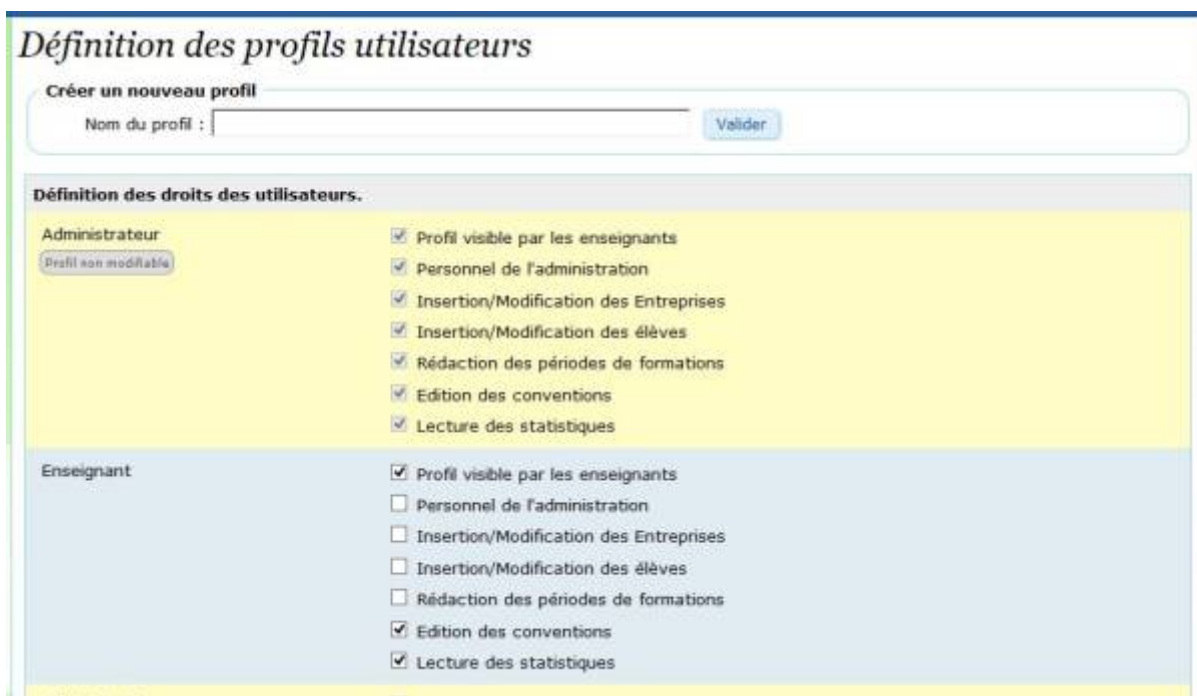 Définition des profils utilisateurs
Créer un nouveau profil
Nom du profil : Valider
Définition des droits des utilisateurs.
Administrateur
Profil non modifiable
Profil visible par les enseignants
Personnel de l'administration
Insertion/Modification des Entreprises
Insertion/Modification des élèves
Rédaction des périodes de formations
Edition des conventions
Lecture des statistiques
Enseignant
Profil visible par les enseignants
Personnel de l'administration
Insertion/Modification des Entreprises
Insertion/Modification des élèves
Rédaction des périodes de formations
Edition des conventions
Lecture des statistiques